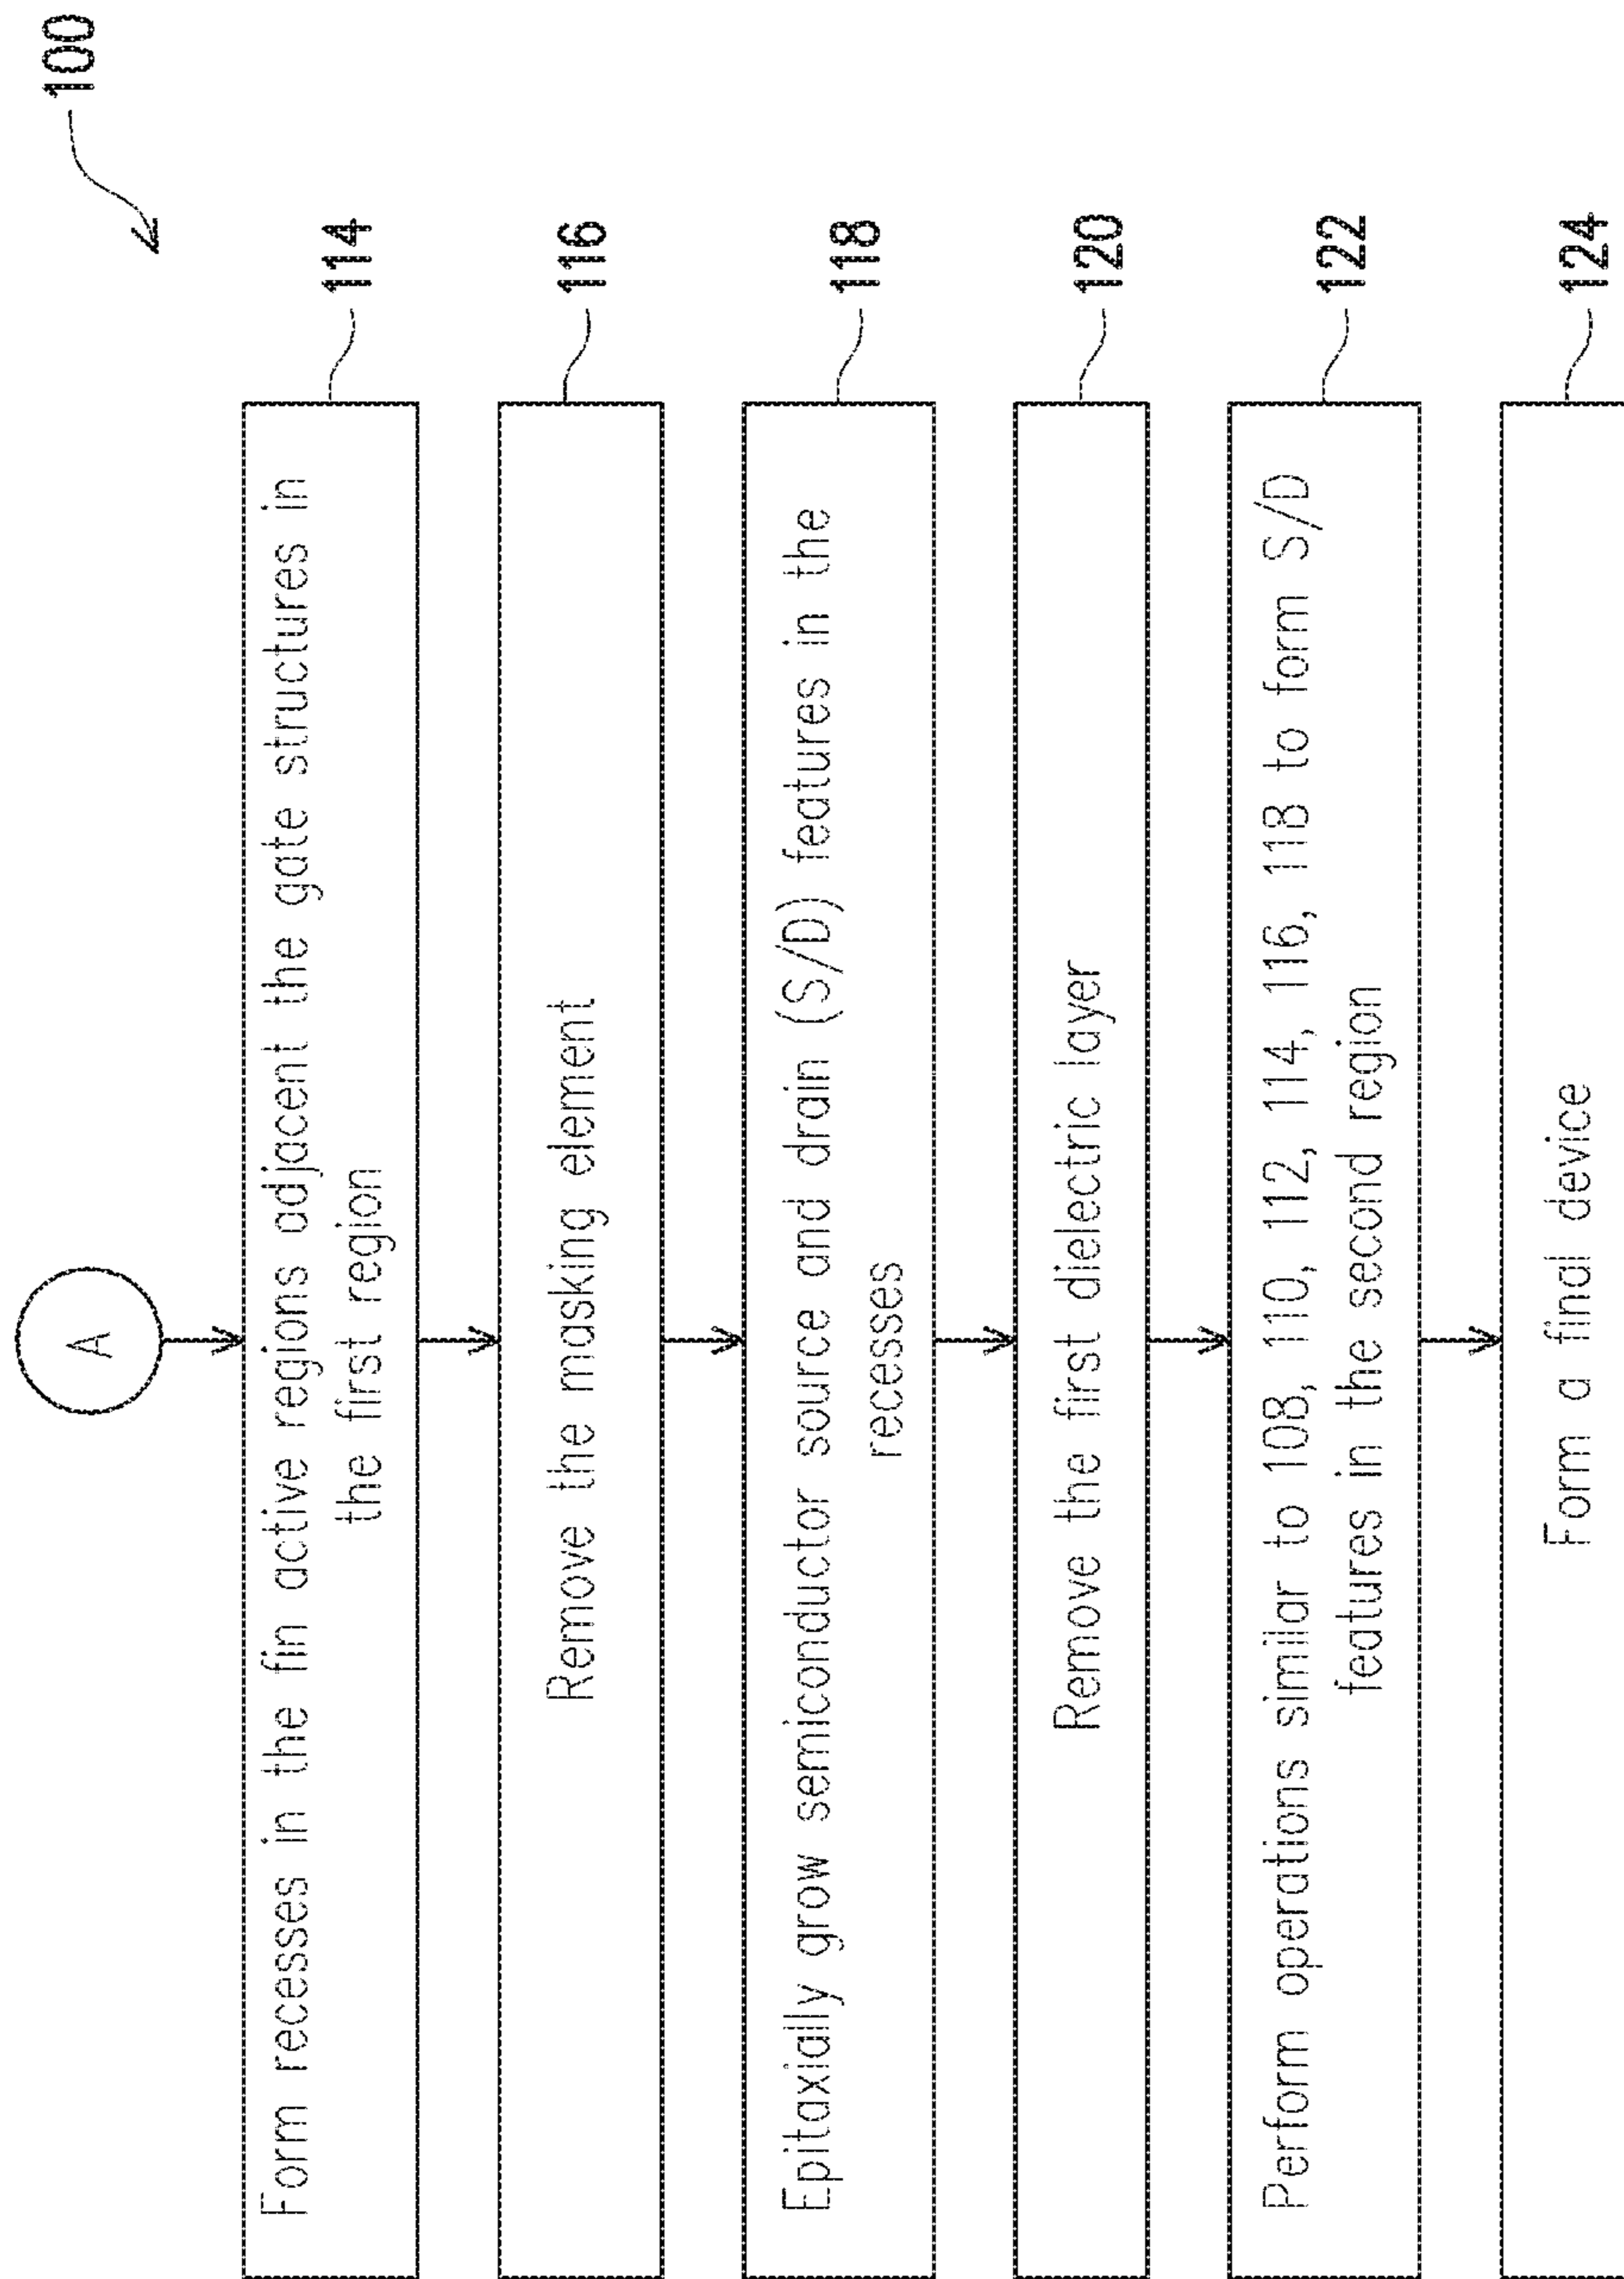 100
A
Form recesses in the fin active regions adjacent the gate structures in
the first region
114
Remove the masking element
116
Epitaxially grow semiconductor source and drain (S/D) features in the
recesses
118
Remove the first dielectric layer
120
Perform operations similar to 108, 110, 112, 114, 116, 118 to form S/D
features in the second region
122
Form a final device
124